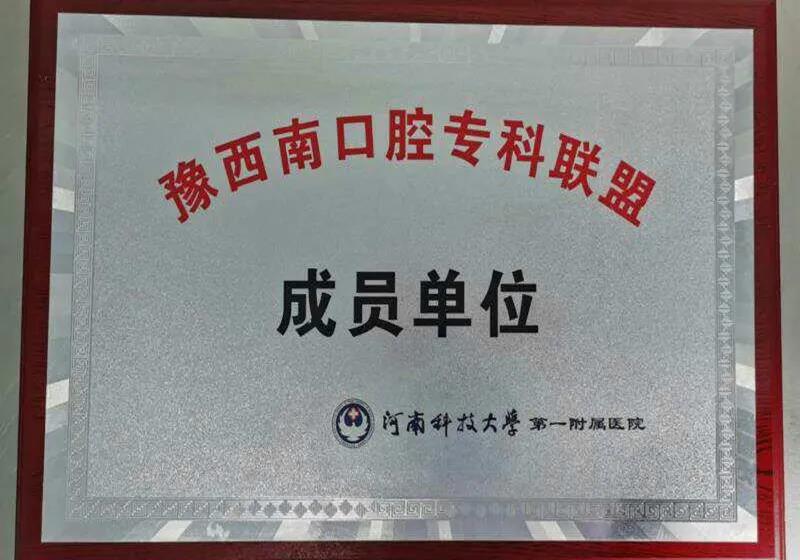 豫西南口腔专科联盟
成员单位
河南科技大学 第一附属医院